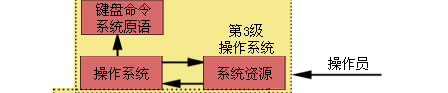 键盘命令
系统原语
第3级
操作系统
操作系统
系统资源
操作员